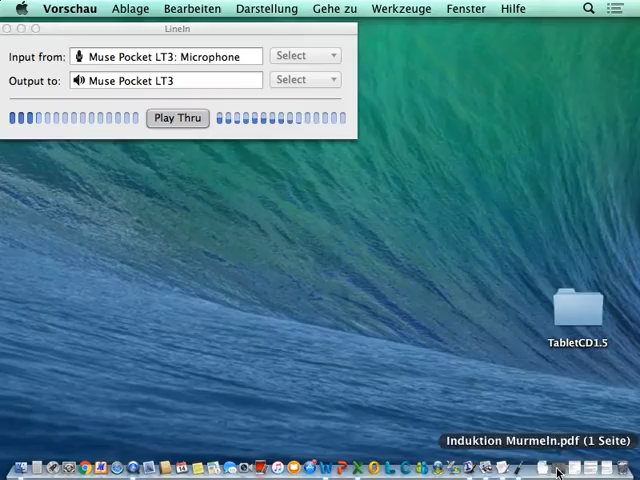 Vorschau Ablage Bearbeiten Darstellung Gehe zu Werkzeuge Fenster Hilfe
LineIn
Input from: Muse Pocket LT3: Microphone Select
Output to: Muse Pocket LT3 Select
Play Thru
TabletCD1.5
Induktion Murmeln.pdf (1 Seite)